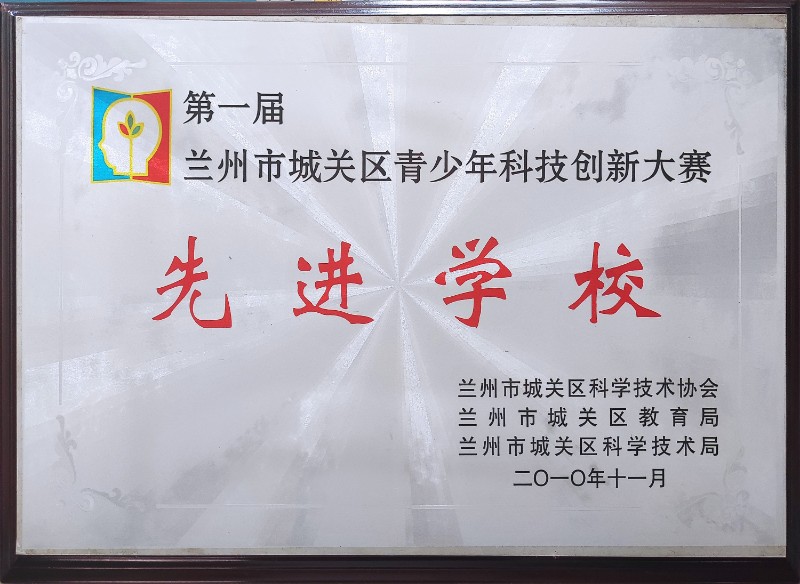 第一届
兰州市城关区青少年科技创新大赛
先进学校
兰州市城关区科学技术协会
兰州市城关区教育局
兰州市城关区科学技术局
二〇一〇年十一月